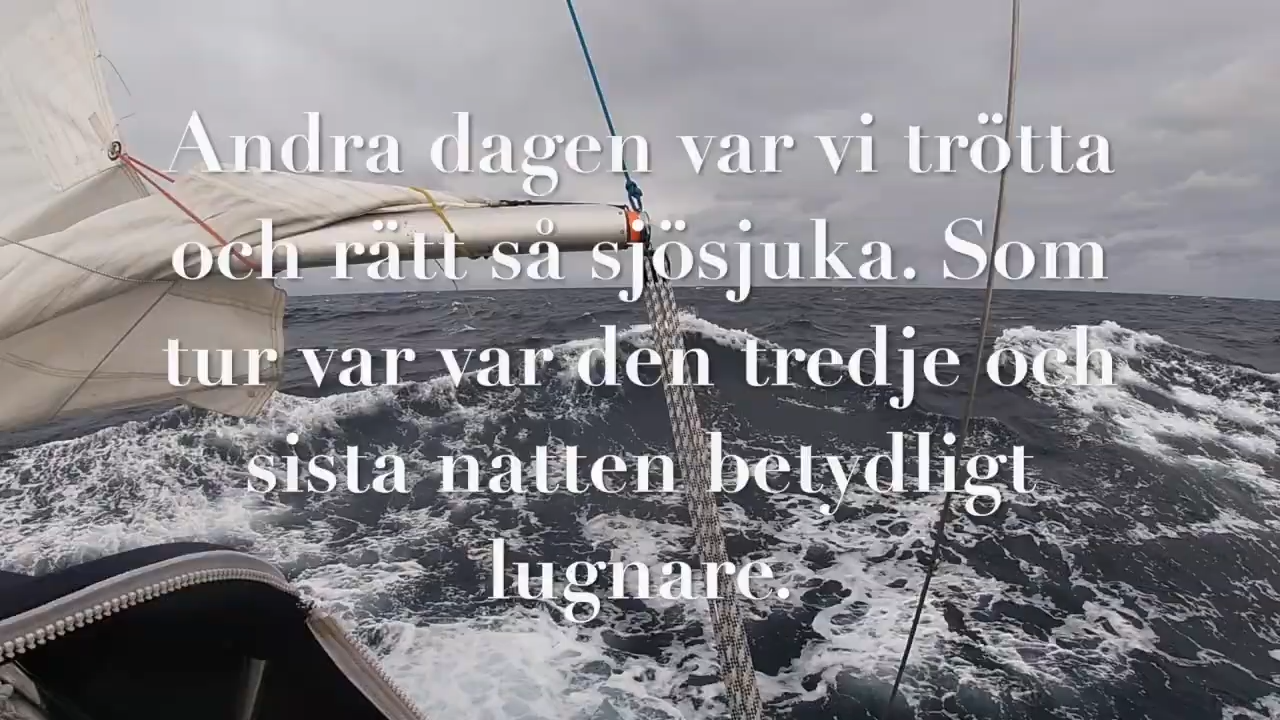 Andra dagen var vi trötta
och rätt så sjösjuka. Som
tur var var den tredje och
sista natten betydligt
lugnare.